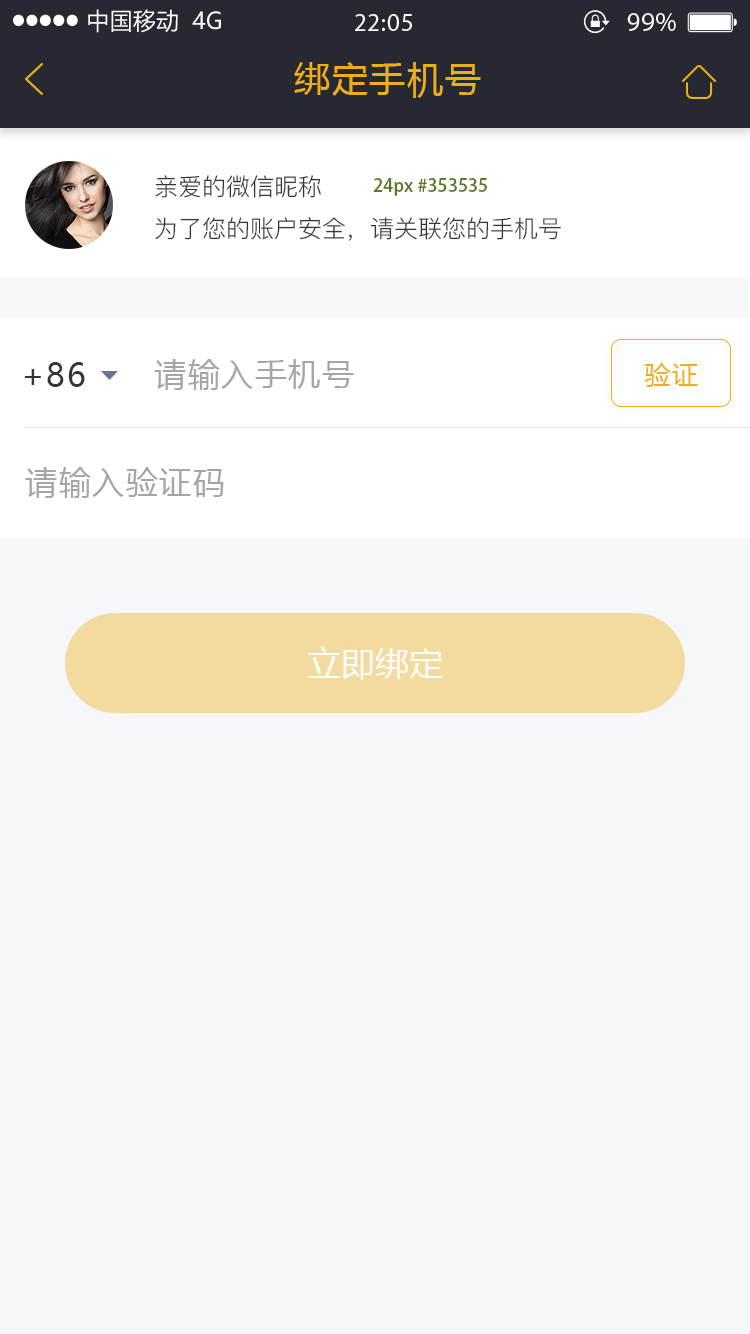 中国移动 4G 22:05 99%
绑定手机号
亲爱的微信昵称 24px #353535
为了您的账户安全，请关联您的手机号
+86 请输入手机号 验证
请输入验证码
立即绑定